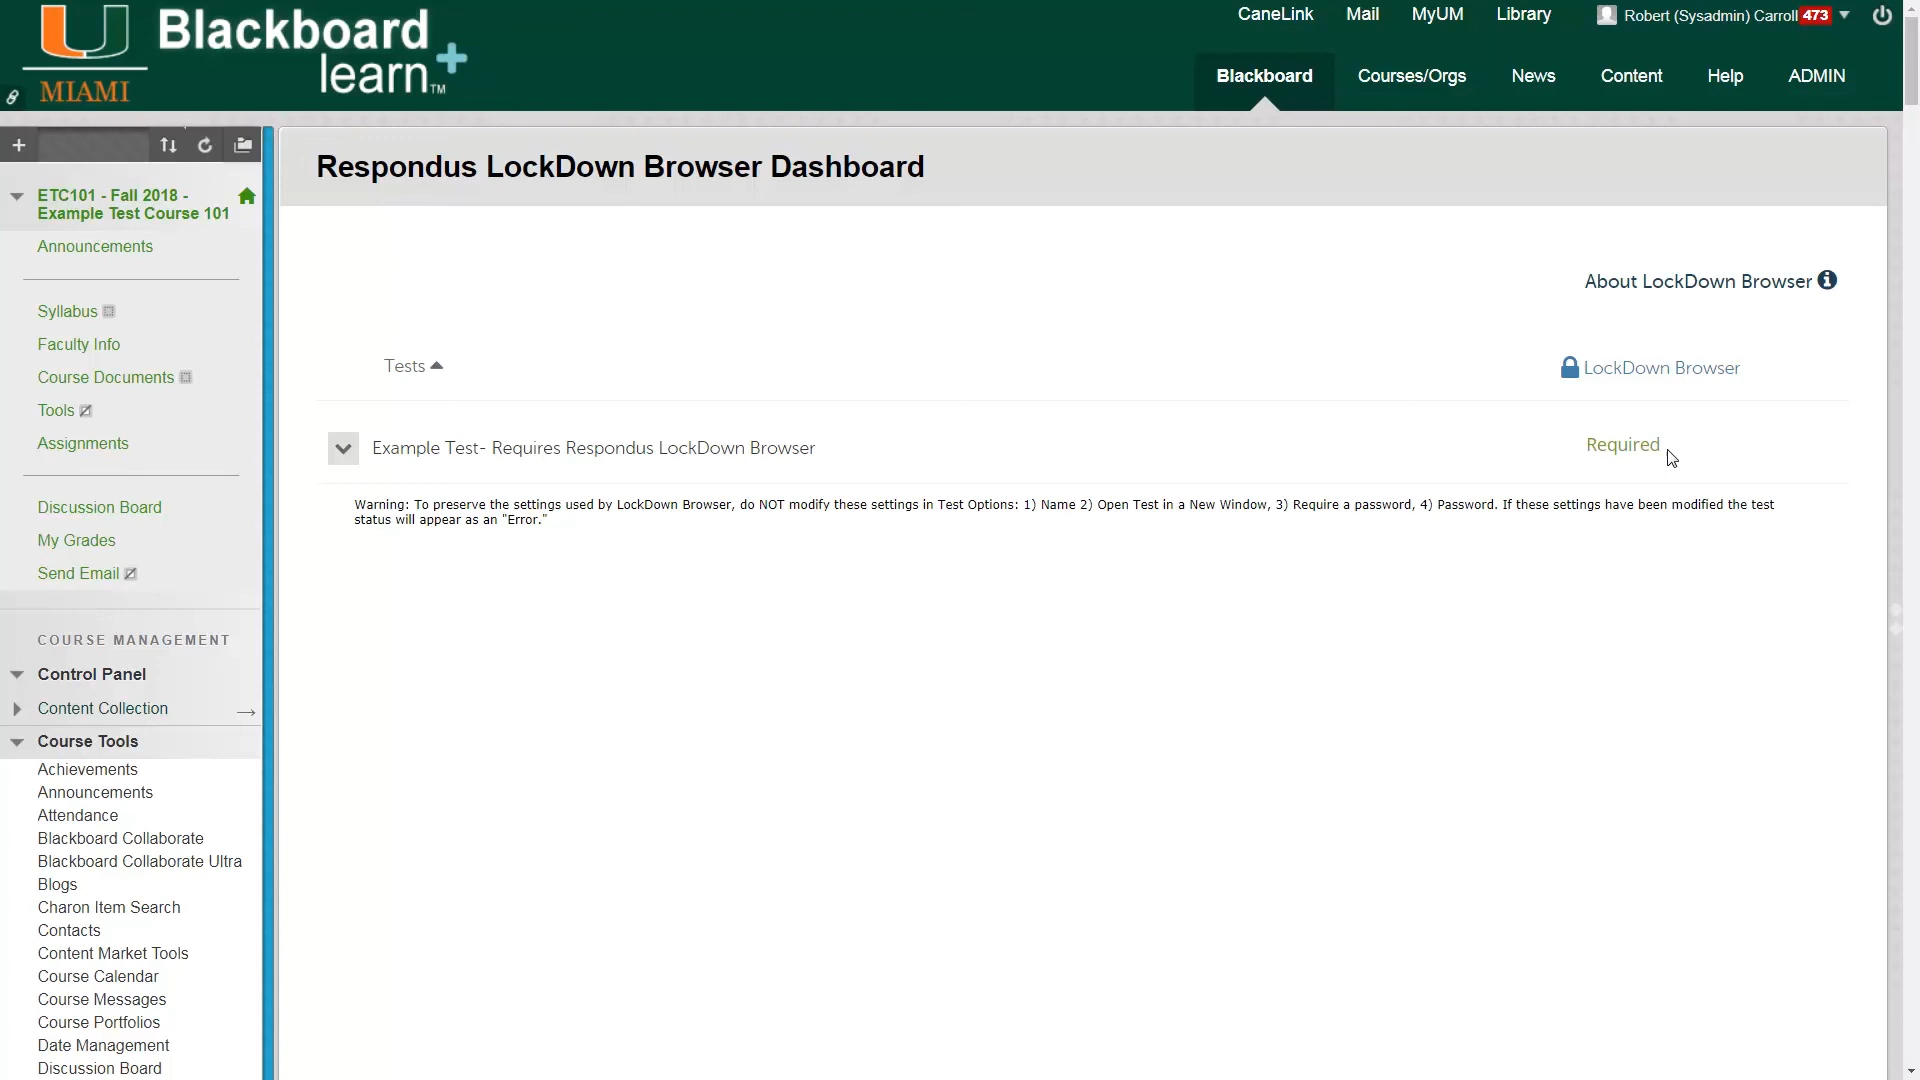 Blackboard
learn™
MIAMI
CaneLink Mail MyUM Library Robert (Sysadmin) Carroll 473
Blackboard Courses/Orgs News Content Help ADMIN
ETC101 - Fall 2018 -
Example Test Course 101
Announcements
Syllabus
Faculty Info
Course Documents
Tools
Assignments
Discussion Board
My Grades
Send Email
COURSE MANAGEMENT
Control Panel
Content Collection
Course Tools
Achievements
Announcements
Attendance
Blackboard Collaborate
Blackboard Collaborate Ultra
Blogs
Charon Item Search
Contacts
Content Market Tools
Course Calendar
Course Messages
Course Portfolios
Date Management
Discussion Board
Respondus LockDown Browser Dashboard
About LockDown Browser
Tests LockDown Browser
Example Test- Requires Respondus LockDown Browser Required
Warning: To preserve the settings used by LockDown Browser, do NOT modify these settings in Test Options: 1) Name 2) Open Test in a New Window, 3) Require a password, 4) Password. If these settings have been modified the test
status will appear as an "Error."